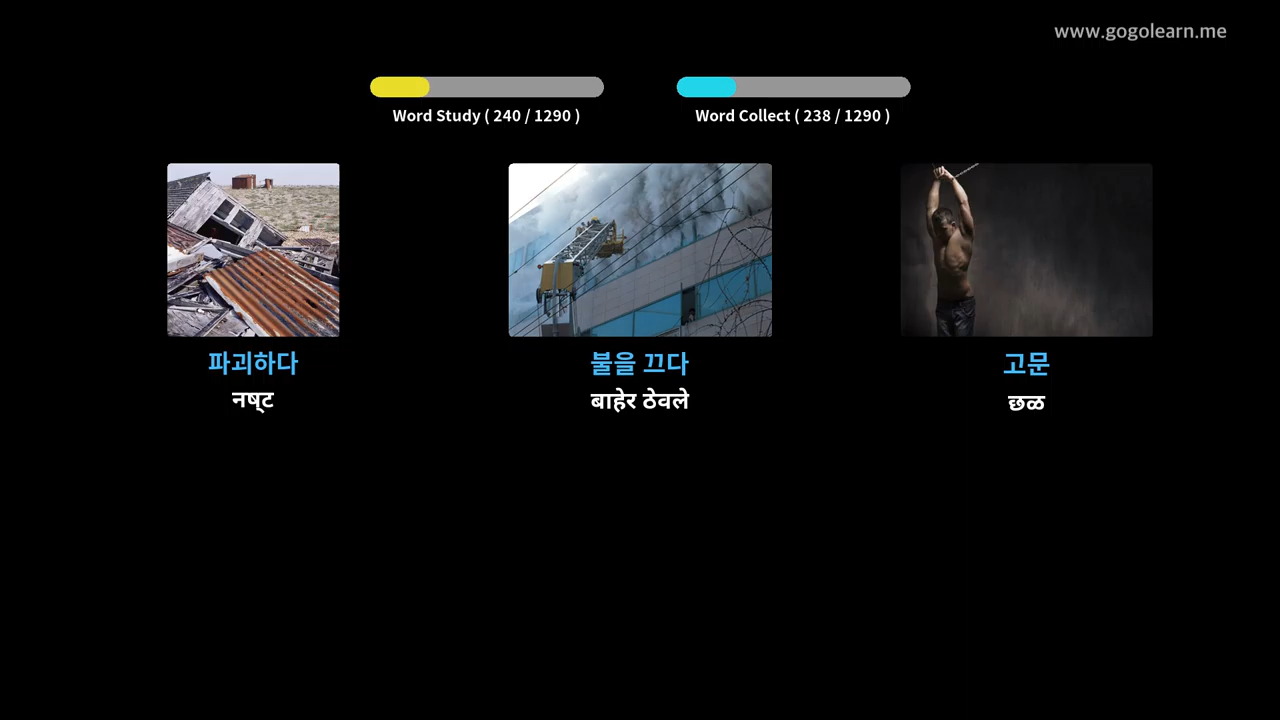 www.gogolearn.me
Word Study ( 240 / 1290 )
Word Collect ( 238 / 1290 )
파괴하다
불을 끄다
고문
नष्ट
बाहेर ठेवले
छळ